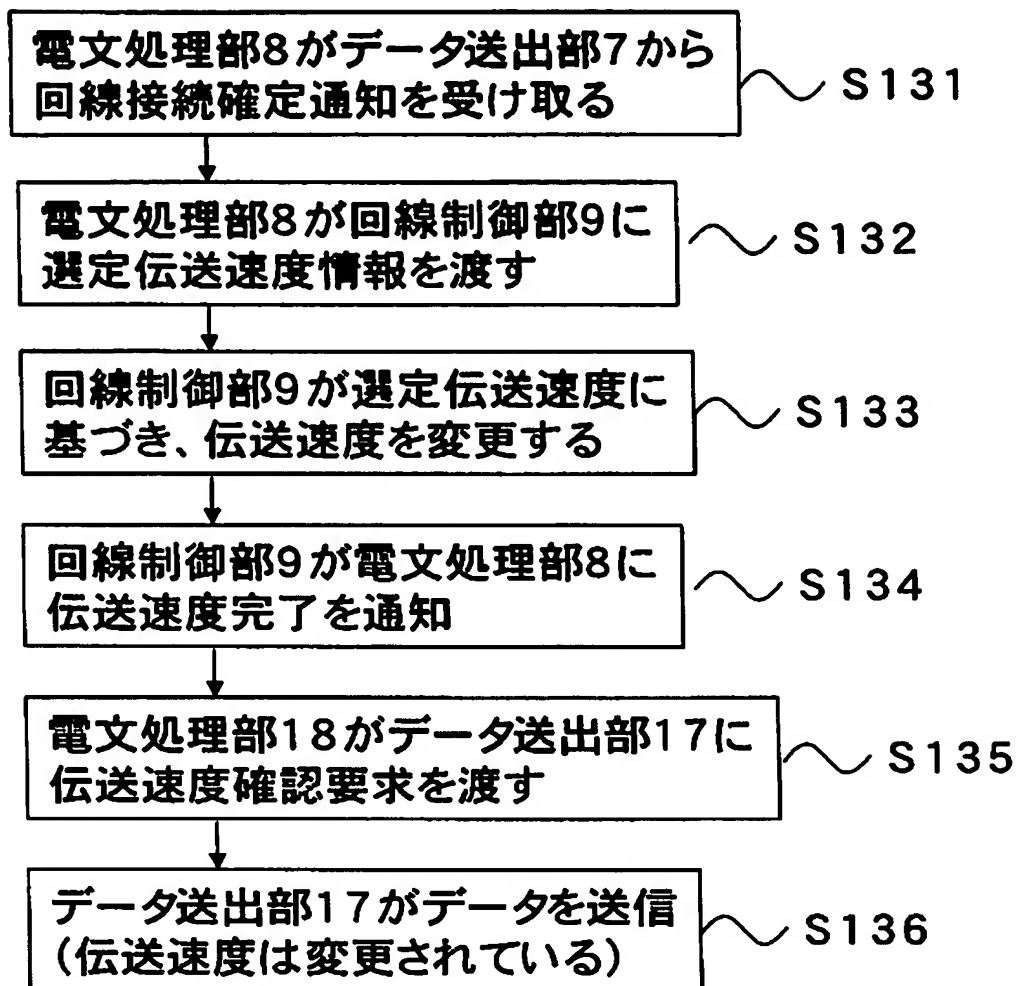 電文処理部8がデータ送出部7から
回線接続確定通知を受け取る
S131
電文処理部8が回線制御部9に
選定伝送速度情報を渡す
S132
回線制御部9が選定伝送速度に
基づき、伝送速度を変更する
S133
回線制御部9が電文処理部8に
伝送速度完了を通知
S134
電文処理部18がデータ送出部17に
伝送速度確認要求を渡す
S135
データ送出部17がデータを送信
(伝送速度は変更されている)
S136